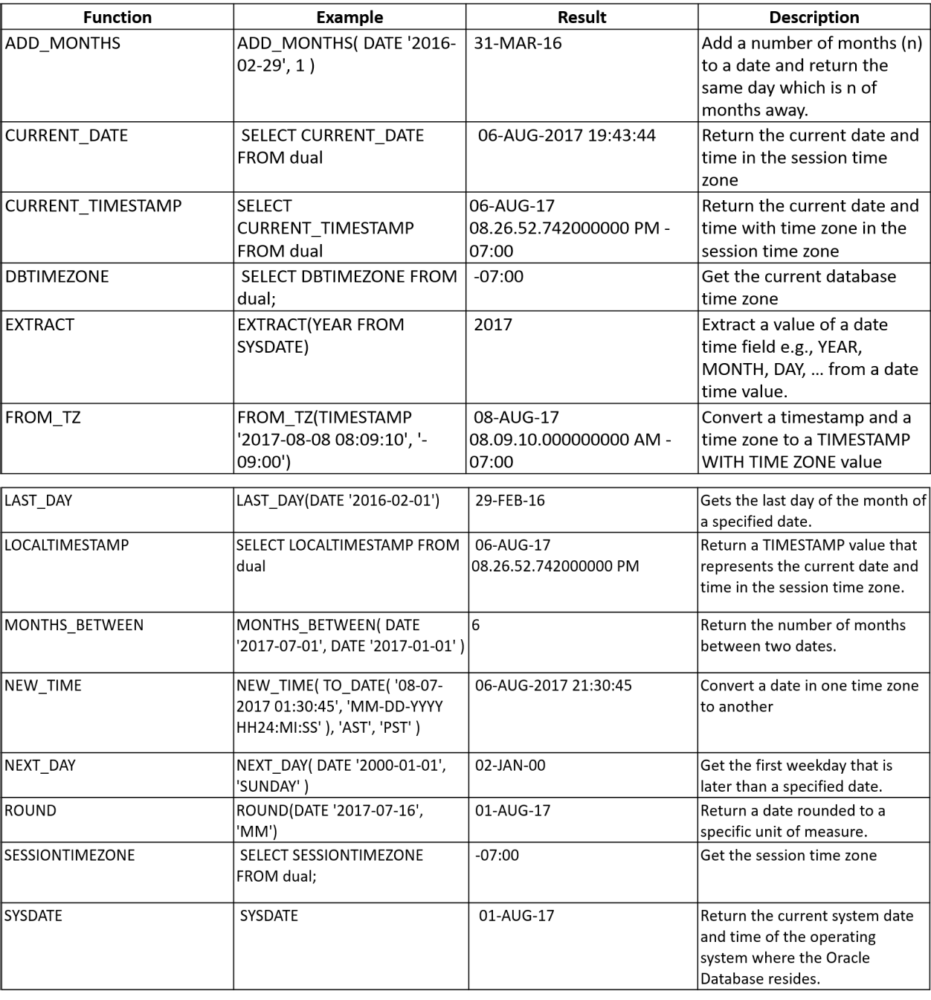 Function Example Result Description
ADD_MONTHS ADD_MONTHS( DATE '2016- 31-MAR-16 Add a number of months (n)
02-29', 1 ) to a date and return the
same day which is n of
months away.
CURRENT_DATE SELECT CURRENT_DATE 06-AUG-2017 19:43:44 Return the current date and
FROM dual time in the session time
zone
CURRENT_TIMESTAMP SELECT 06-AUG-17 Return the current date and
CURRENT_TIMESTAMP 08.26.52.742000000 PM - time with time zone in the
FROM dual 07:00 session time zone
DBTIMEZONE SELECT DBTIMEZONE FROM -07:00 Get the current database
dual; time zone
EXTRACT EXTRACT(YEAR FROM 2017 Extract a value of a date
SYSDATE) time field e.g., YEAR,
MONTH, DAY, … from a date
time value.
FROM_TZ FROM_TZ(TIMESTAMP 08-AUG-17 Convert a timestamp and a
'2017-08-08 08:09:10', '- 08.09.10.000000000 AM - time zone to a TIMESTAMP
09:00') 07:00 WITH TIME ZONE value
LAST_DAY LAST_DAY(DATE '2016-02-01') 29-FEB-16 Gets the last day of the month of
a specified date.
LOCALTIMESTAMP SELECT LOCALTIMESTAMP FROM 06-AUG-17 Return a TIMESTAMP value that
dual 08.26.52.742000000 PM represents the current date and
time in the session time zone.
MONTHS_BETWEEN MONTHS_BETWEEN( DATE 6 Return the number of months
'2017-07-01', DATE '2017-01-01' ) between two dates.
NEW_TIME NEW_TIME( TO_DATE( '08-07- 06-AUG-2017 21:30:45 Convert a date in one time zone
2017 01:30:45', 'MM-DD-YYYY to another
HH24:MI:SS' ), 'AST', 'PST' )
NEXT_DAY NEXT_DAY( DATE '2000-01-01', 02-JAN-00 Get the first weekday that is
'SUNDAY' ) later than a specified date.
ROUND ROUND(DATE '2017-07-16', 01-AUG-17 Return a date rounded to a
'MM') specific unit of measure.
SESSIONTIMEZONE SELECT SESSIONTIMEZONE -07:00 Get the session time zone
FROM dual;
SYSDATE SYSDATE 01-AUG-17 Return the current system date
and time of the operating
system where the Oracle
Database resides.